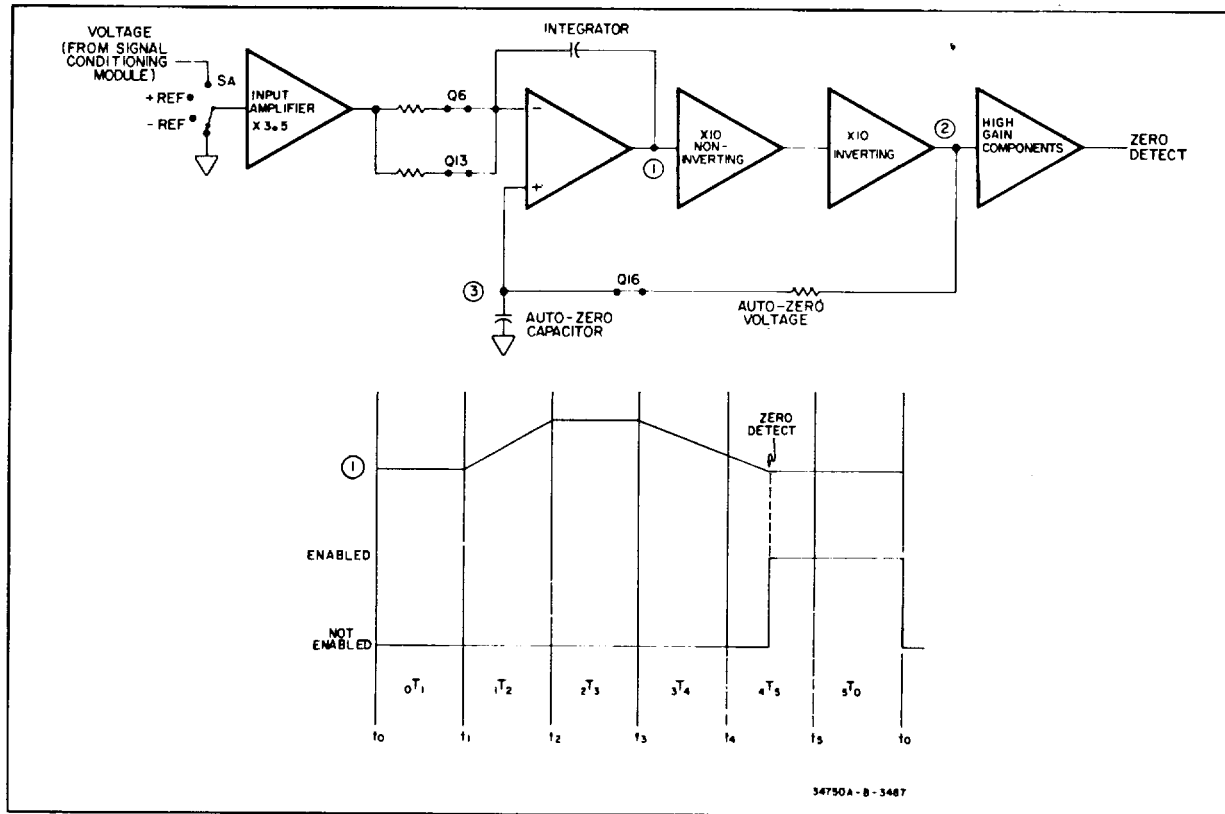 VOLTAGE
(FROM SIGNAL
CONDITIONING
MODULE)
SA
+ REF
- REF
INPUT
AMPLIFIER
X 3.5
Q6
Q13
INTEGRATOR
-
+
1
X10
NON-
INVERTING
X10
INVERTING
2
HIGH
GAIN
COMPONENTS
ZERO
DETECT
3
Q16
AUTO-ZERO
CAPACITOR
AUTO-ZERO
VOLTAGE
ZERO
DETECT
1
ENABLED
NOT
ENABLED
0T1 1T2 2T3 3T4 4T5 5T0
t0 t1 t2 t3 t4 t5 t0
34750A-B-3487